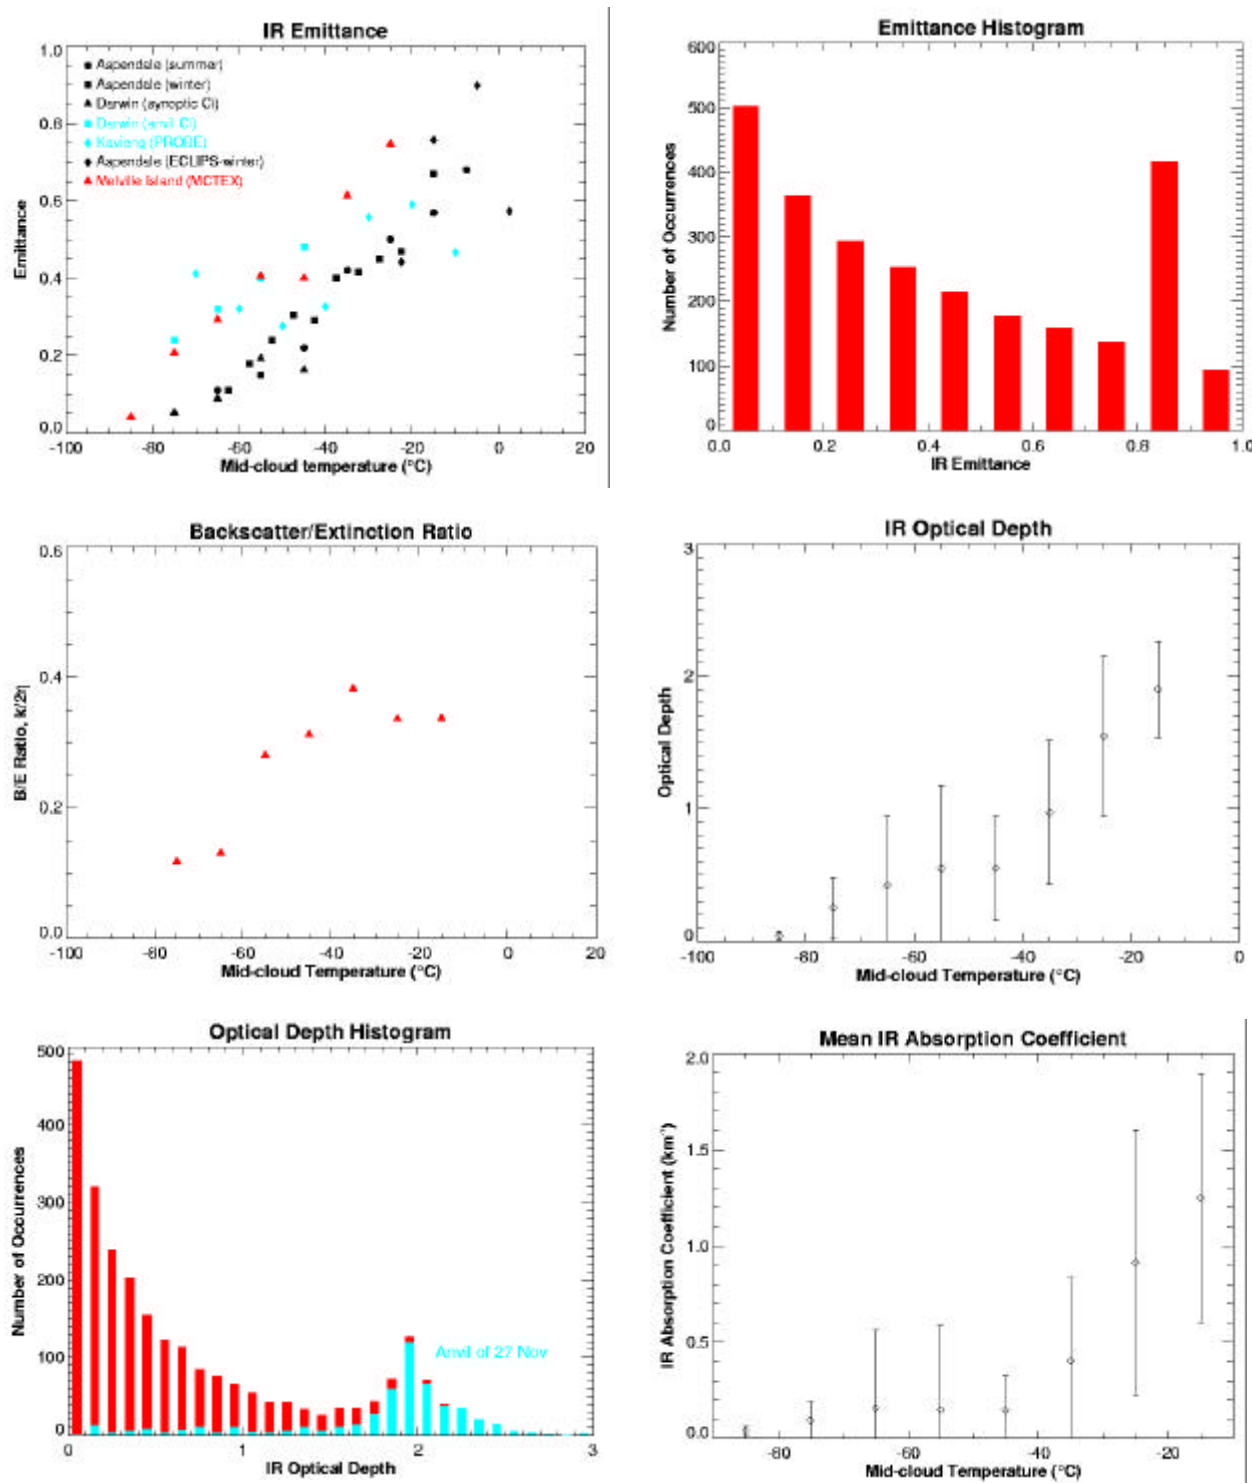 IR Emittance
1.0
0.8
0.6
0.4
0.2
0.0
Emittance
Aspendale (summer)
Aspendale (winter)
Darwin (synoptic Ci)
Darwin (anvil Ci)
Kavieng (PROBE)
Aspendale (ECLIPS-winter)
Melville Island (MCTEX)
-100 -80 -60 -40 -20 0 20
Mid-cloud temperature (°C)
Emittance Histogram
600
500
400
300
200
100
0
Number of Occurrences
0.0 0.2 0.4 0.6 0.8 1.0
IR Emittance
Backscatter/Extinction Ratio
0.6
0.4
0.2
0.0
B/E Ratio, k/2η
-100 -80 -60 -40 -20 0 20
Mid-cloud Temperature (°C)
IR Optical Depth
3
2
1
0
Optical Depth
-100 -80 -60 -40 -20 0
Mid-cloud Temperature (°C)
Optical Depth Histogram
500
400
300
200
100
0
Number of Occurrences
Anvil of 27 Nov
0 1 2 3
IR Optical Depth
Mean IR Absorption Coefficient
2.0
1.5
1.0
0.5
0.0
IR Absorption Coefficient (km⁻¹)
-80 -60 -40 -20
Mid-cloud Temperature (°C)